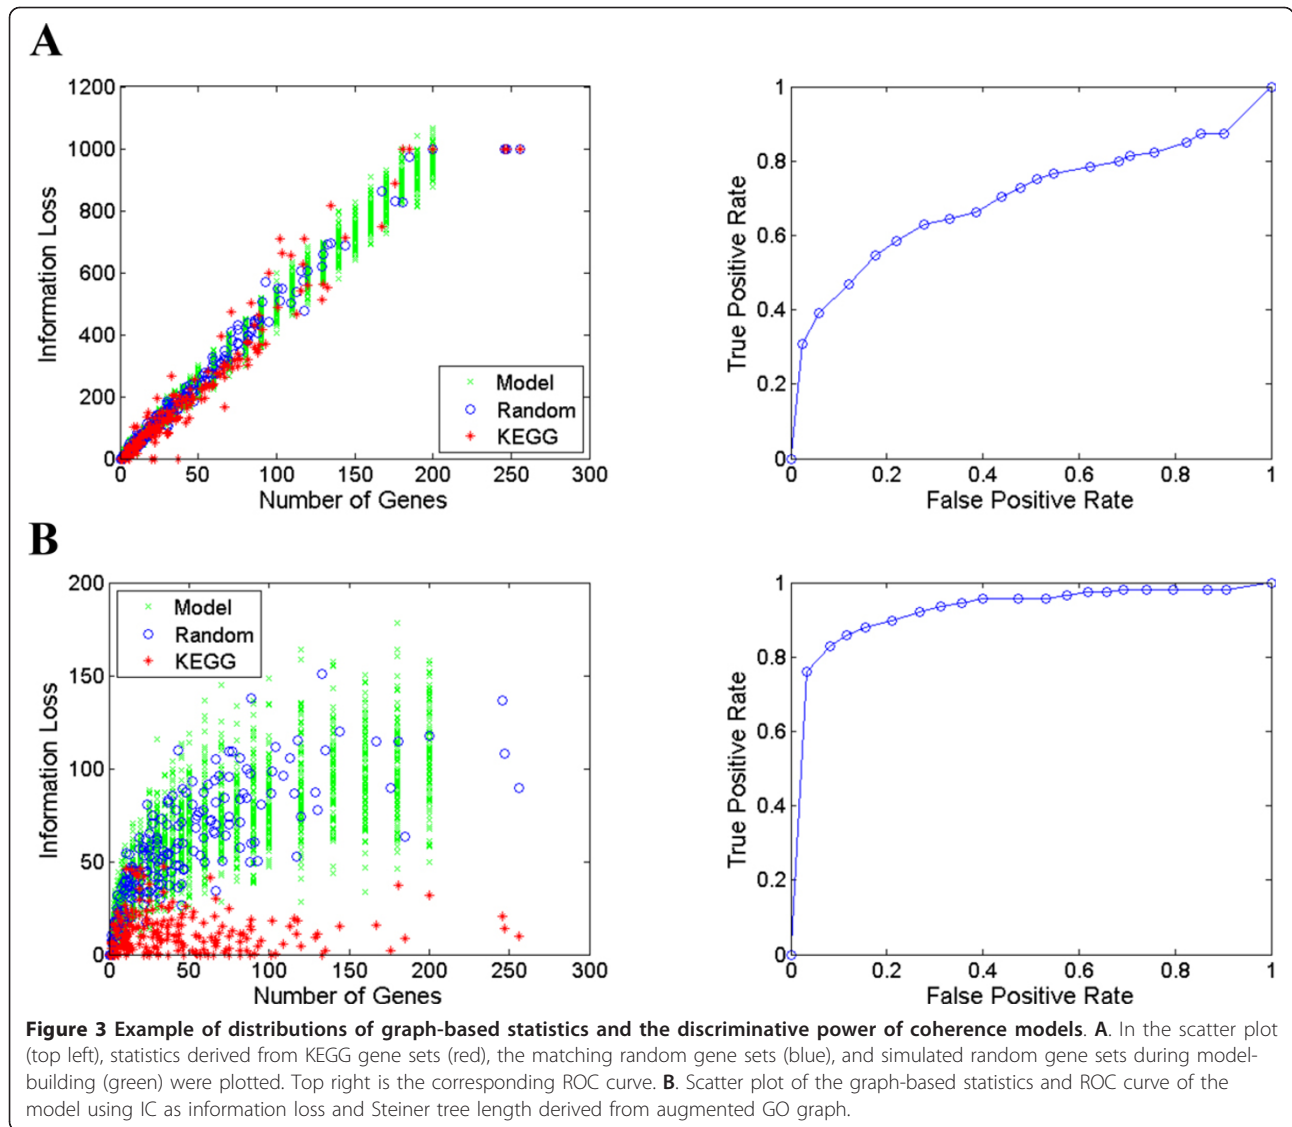 A
1200
1000
800
600
400
200
0
0 50 100 150 200 250 300
Information Loss
Number of Genes
Model
Random
KEGG
1
0.8
0.6
0.4
0.2
0
0 0.2 0.4 0.6 0.8 1
True Positive Rate
False Positive Rate
B
200
150
100
50
0
0 50 100 150 200 250 300
Information Loss
Number of Genes
Model
Random
KEGG
1
0.8
0.6
0.4
0.2
0
0 0.2 0.4 0.6 0.8 1
True Positive Rate
False Positive Rate
Figure 3 Example of distributions of graph-based statistics and the discriminative power of coherence models. A. In the scatter plot
(top left), statistics derived from KEGG gene sets (red), the matching random gene sets (blue), and simulated random gene sets during model-
building (green) were plotted. Top right is the corresponding ROC curve. B. Scatter plot of the graph-based statistics and ROC curve of the
model using IC as information loss and Steiner tree length derived from augmented GO graph.